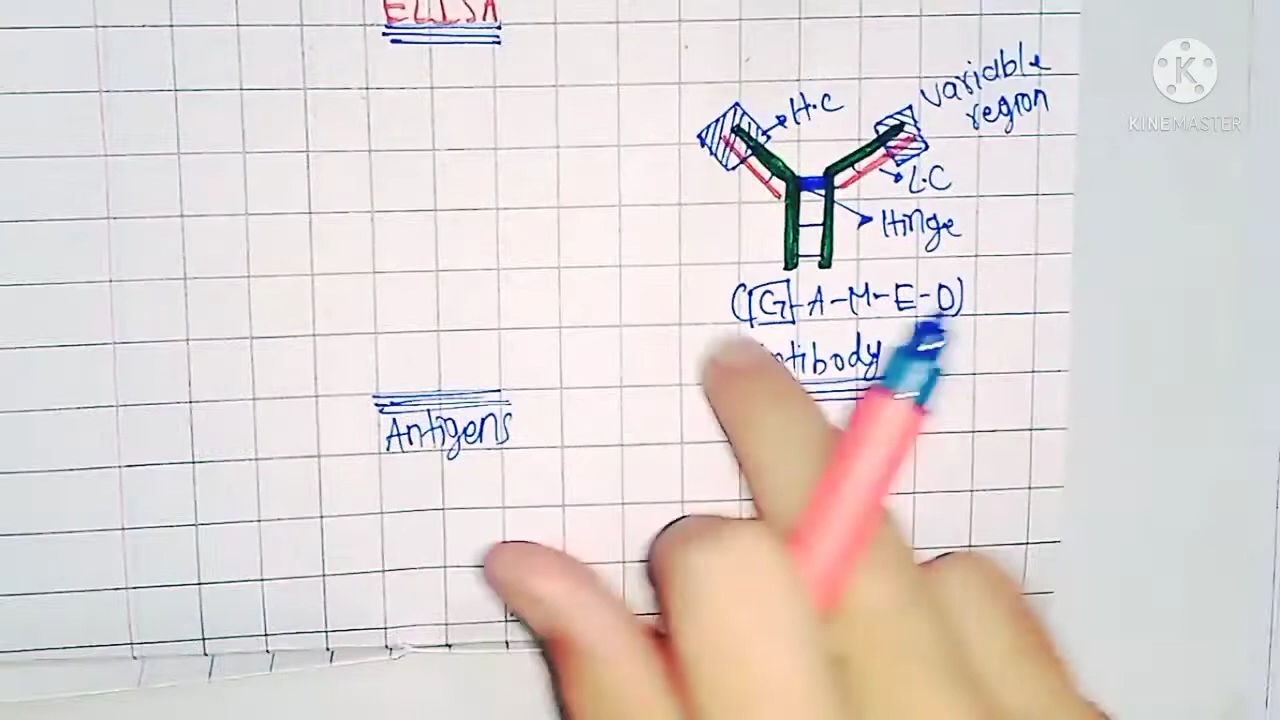 ELISA
variable
region
H.C
L.C
Hinge
(G-A-M-E-D)
Antigens
KINEMASTER